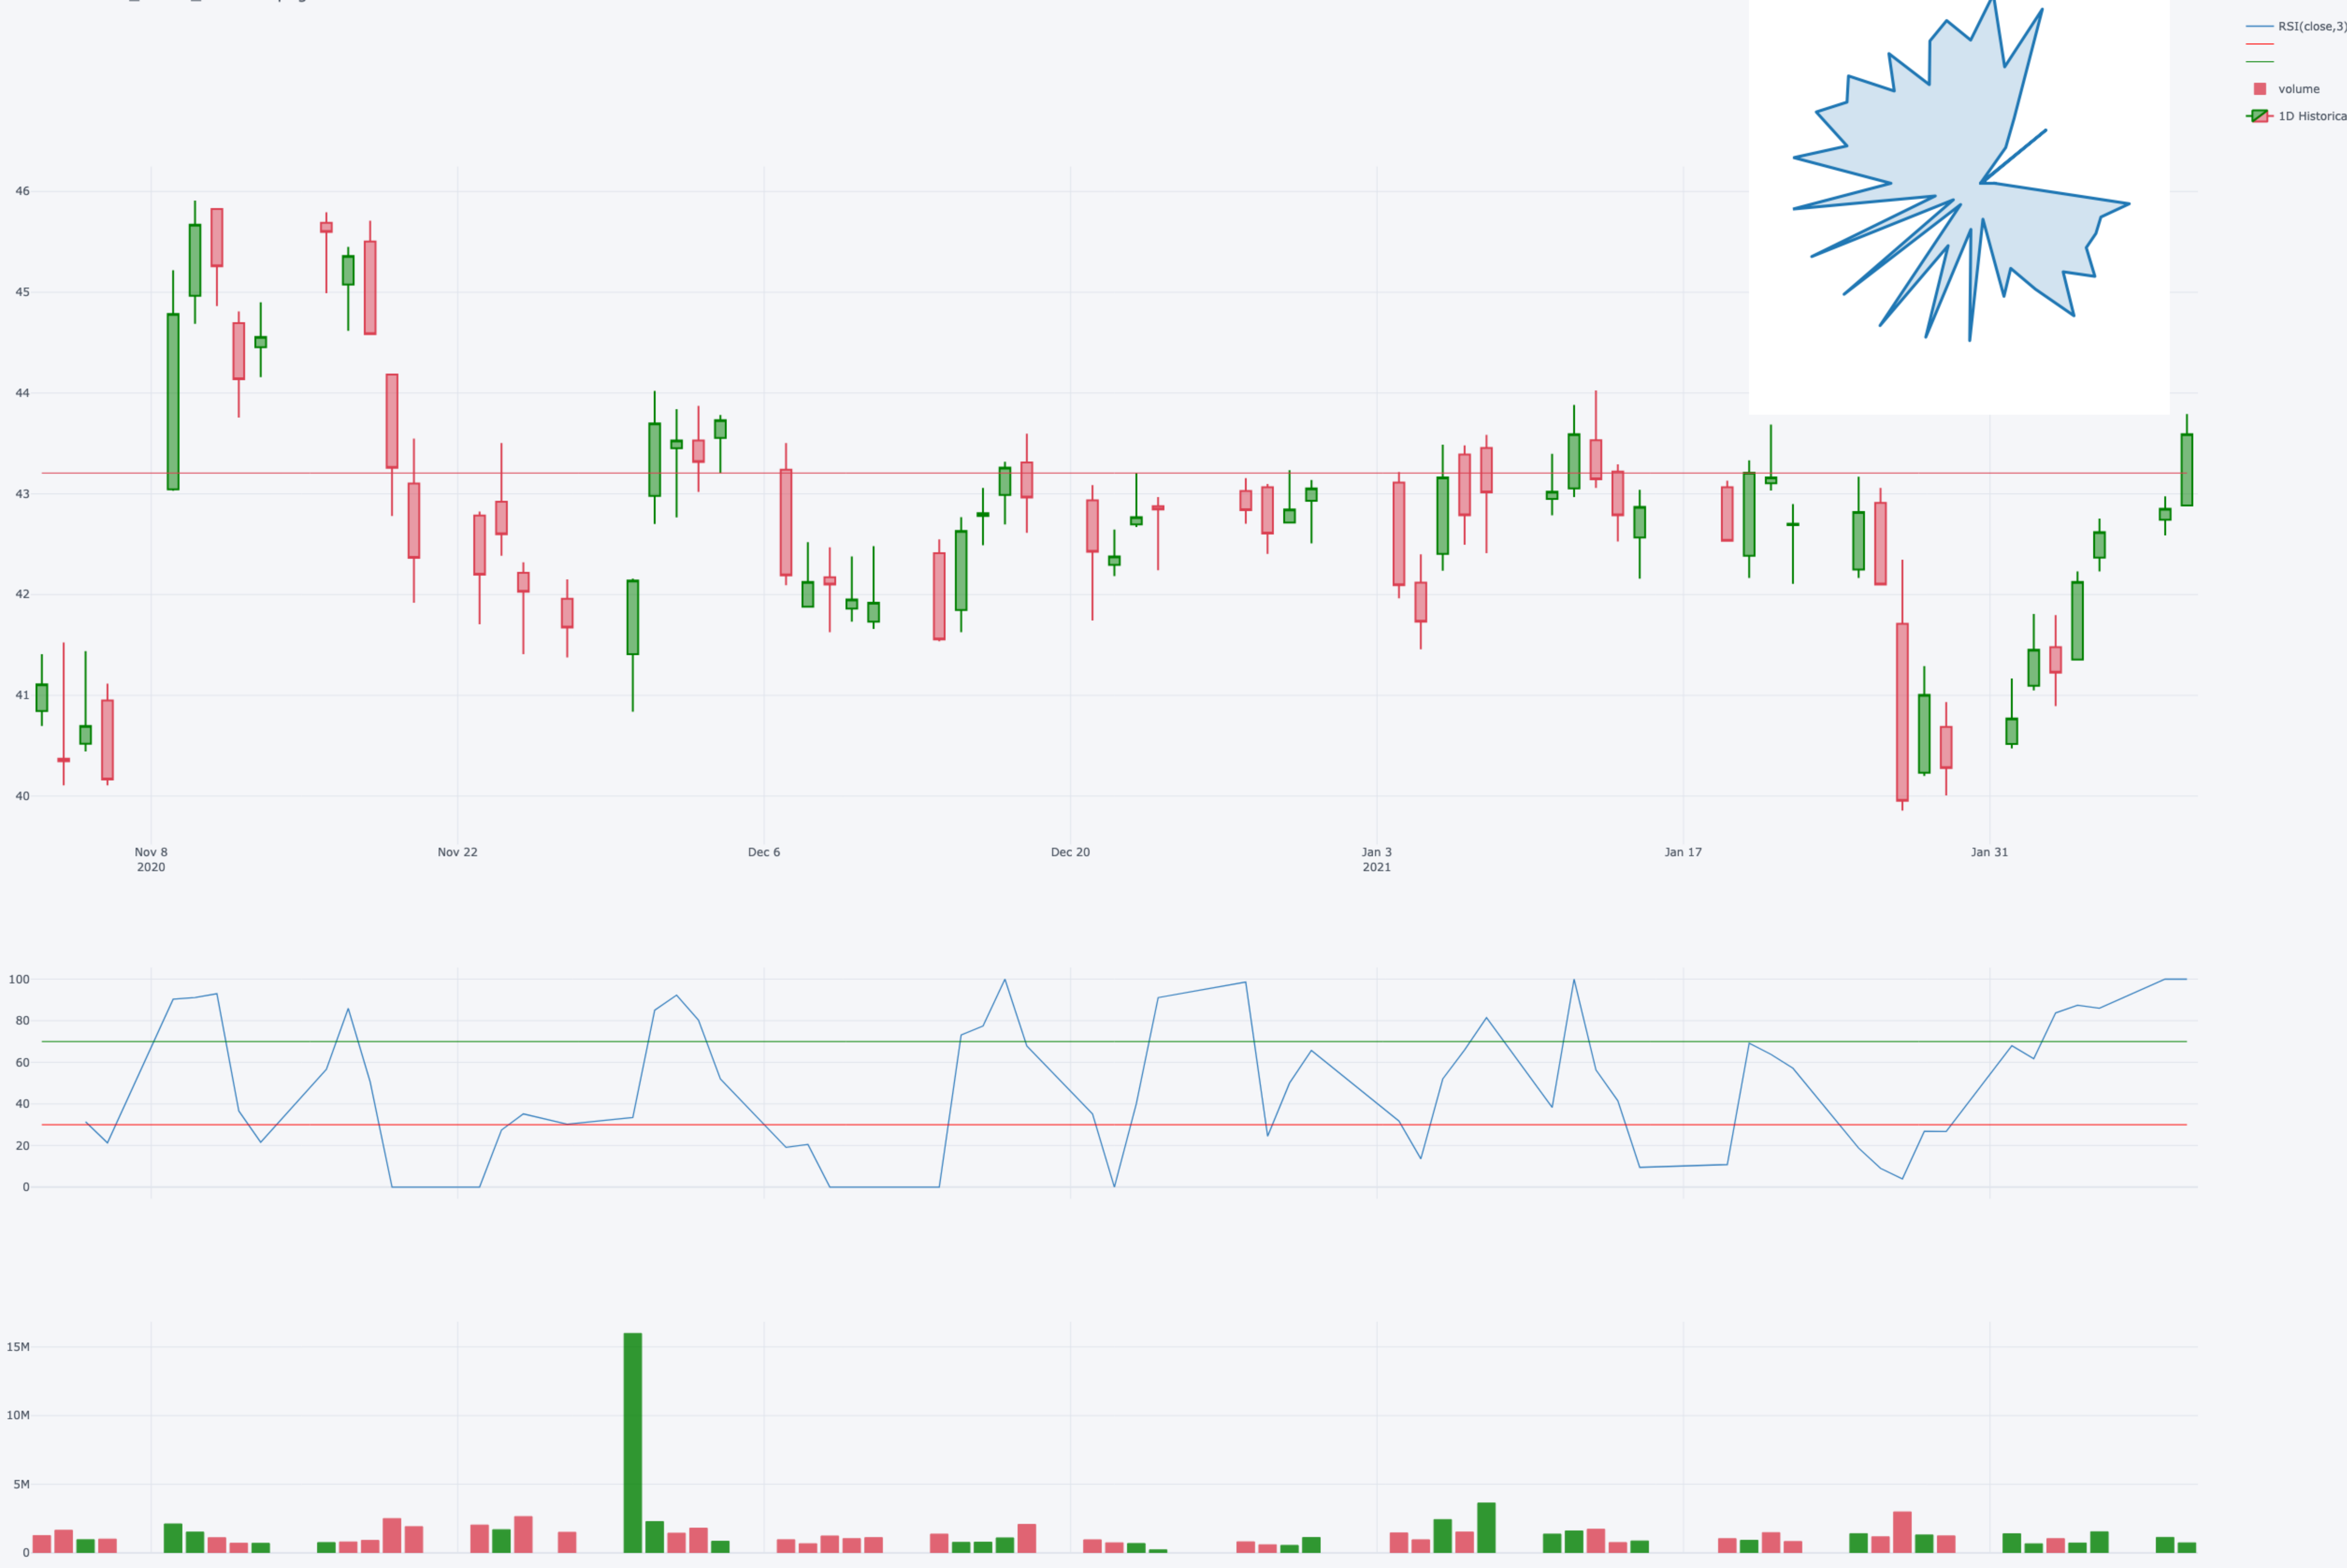 RSI(close,3)
volume
1D Historica
46
45
44
43
42
41
40
Nov 8
2020
Nov 22
Dec 6
Dec 20
Jan 3
2021
Jan 17
Jan 31
100
80
60
40
20
0
15M
10M
5M
0